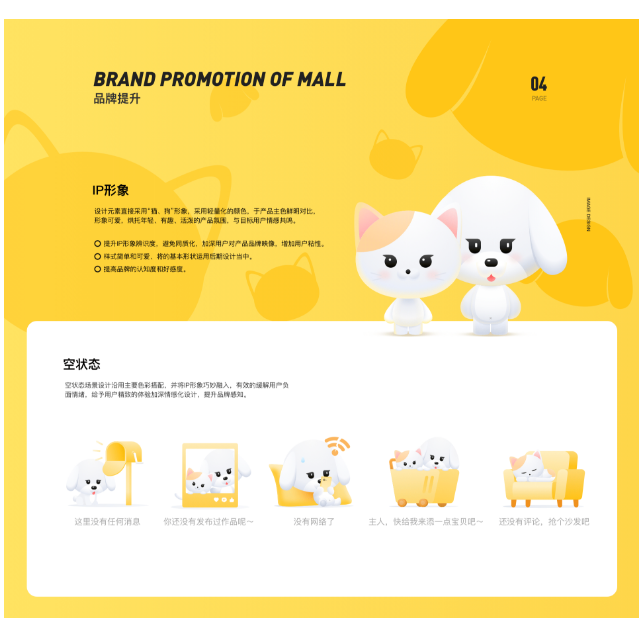 BRAND PROMOTION OF MALL
品牌提升
04
PAGE
IP形象
设计元素直接采用“猫、狗”形象，采用轻量化的颜色，于产品主色鲜明对比，
形象可爱，烘托年轻、有趣、活泼的产品氛围，与目标用户情感共鸣。
提升IP形象辨识度，避免同质化，加深用户对产品品牌映像，增加用户粘性。
样式简单和可爱，将的基本形状运用后期设计当中。
提高品牌的认知度和好感度。
空状态
空状态场景设计沿用主要色彩搭配，并将IP形象巧妙融入，有效的缓解用户负
面情绪，给予用户精致的体验加深情感化设计，提升品牌感知。
这里没有任何消息
你还没有发布过作品呢～
没有网络了
主人，快给我来添一点宝贝吧～
还没有评论，抢个沙发吧